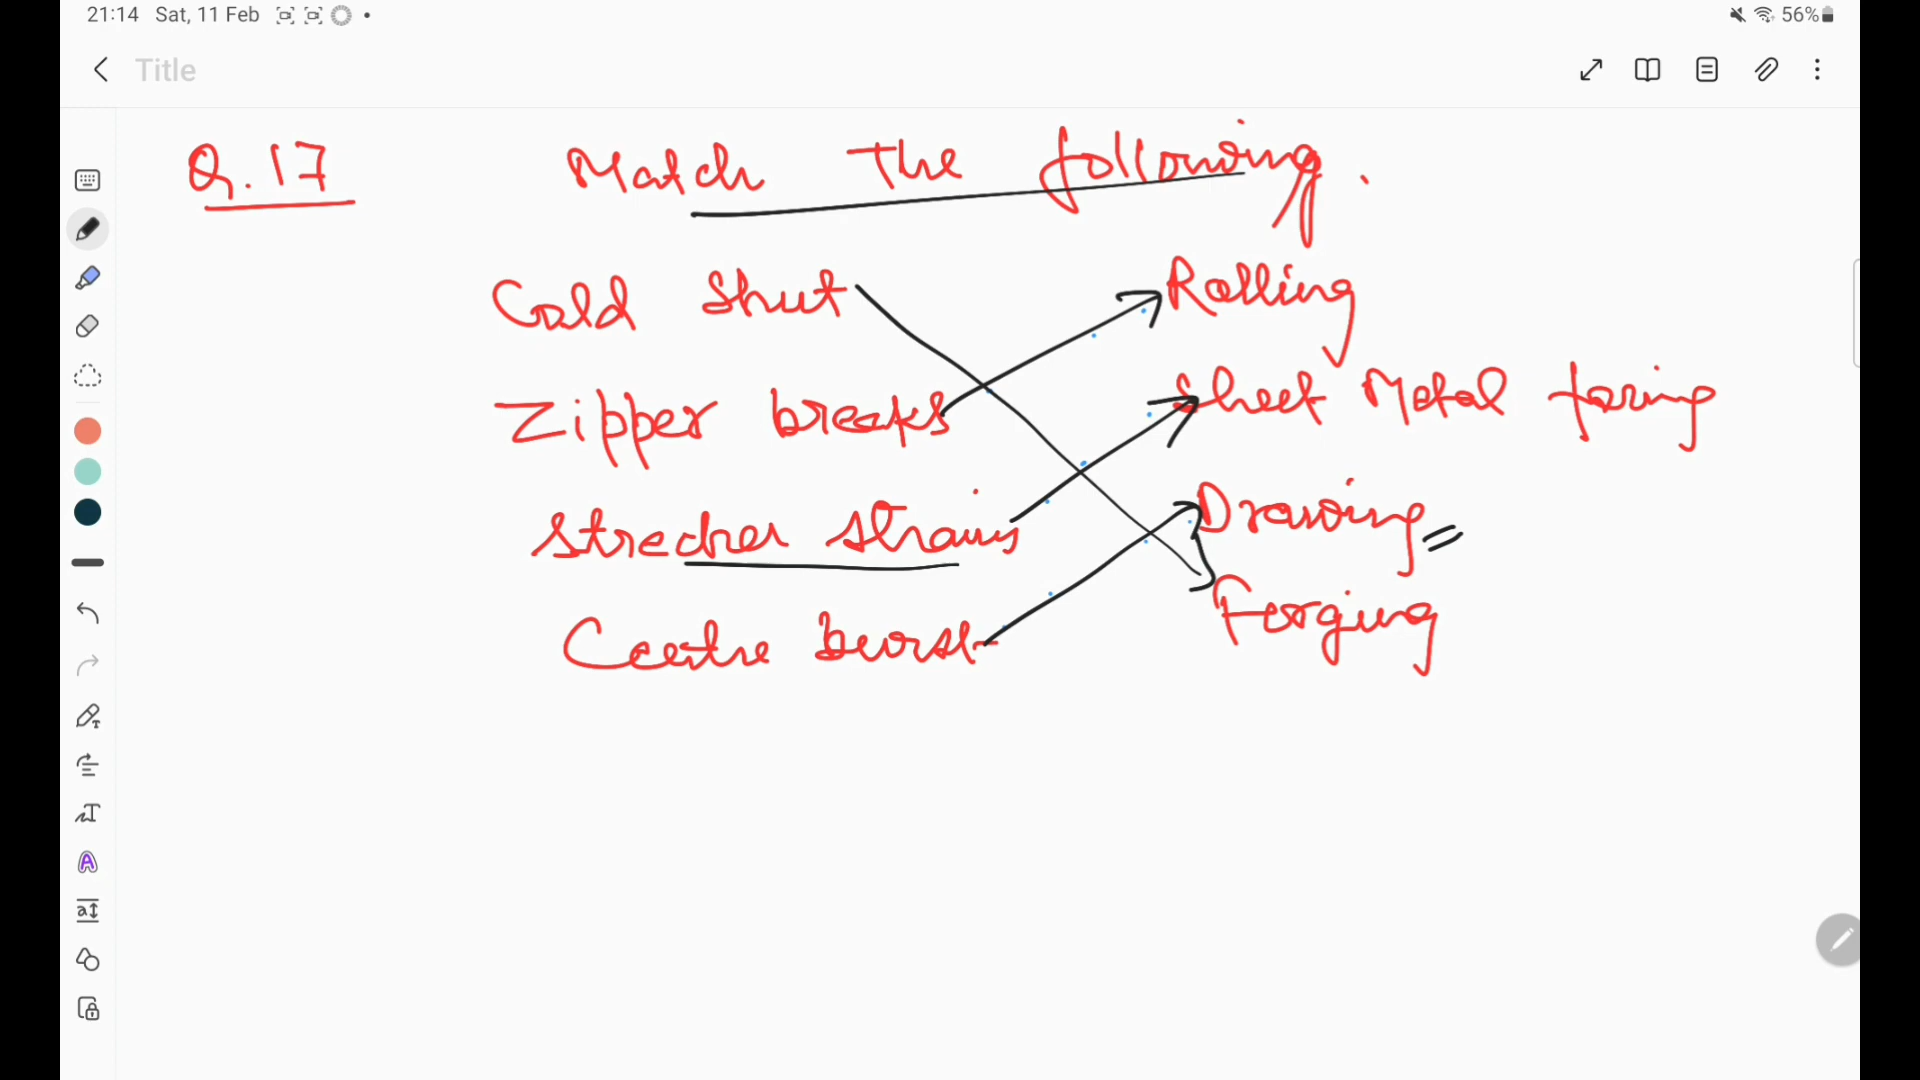 21:14 Sat, 11 Feb 56%
Title
Q.17 Match The following.
Cold Shut Rolling
Zipper breaks Sheet Metal foring
Strecher Strains Drawing
Centre burst Forging